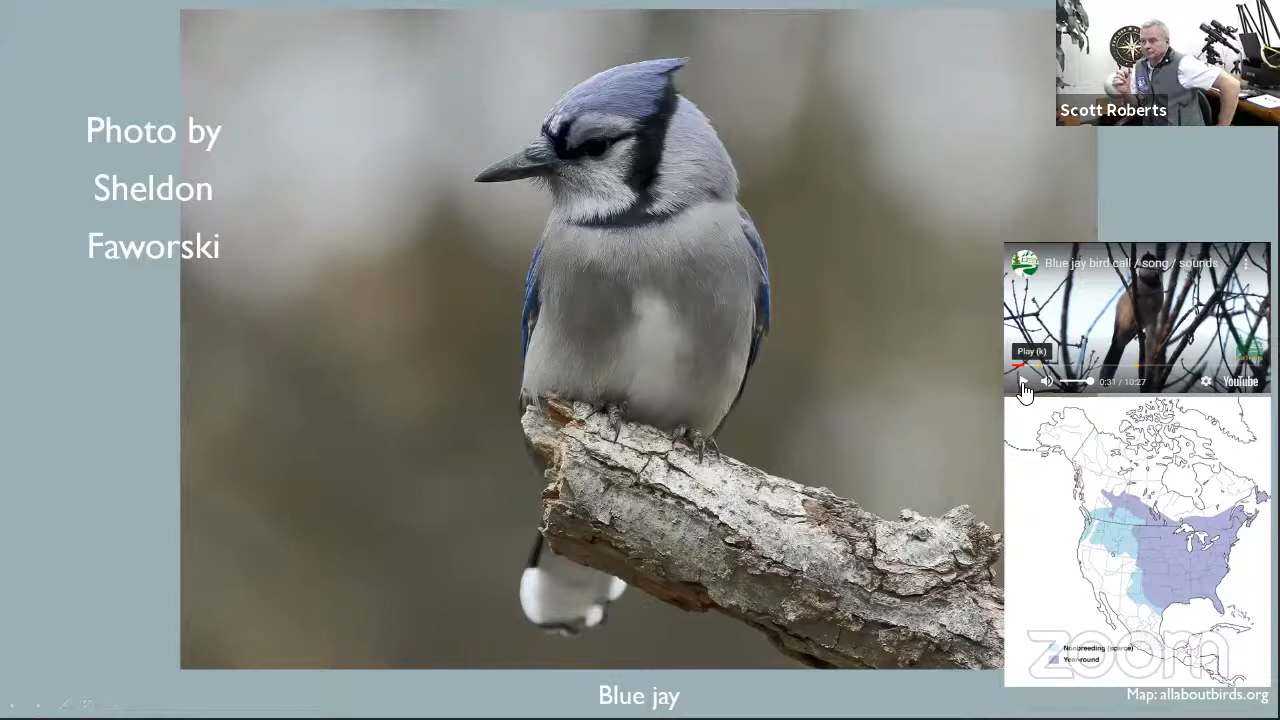 Photo by
Sheldon
Faworski
Scott Roberts
Blue jay bird call / song / sounds
Play (k)
0:31 / 10:27
YouTube
Nonbreeding (scarce)
Year-round
zoom
Blue jay
Map: allaboutbirds.org